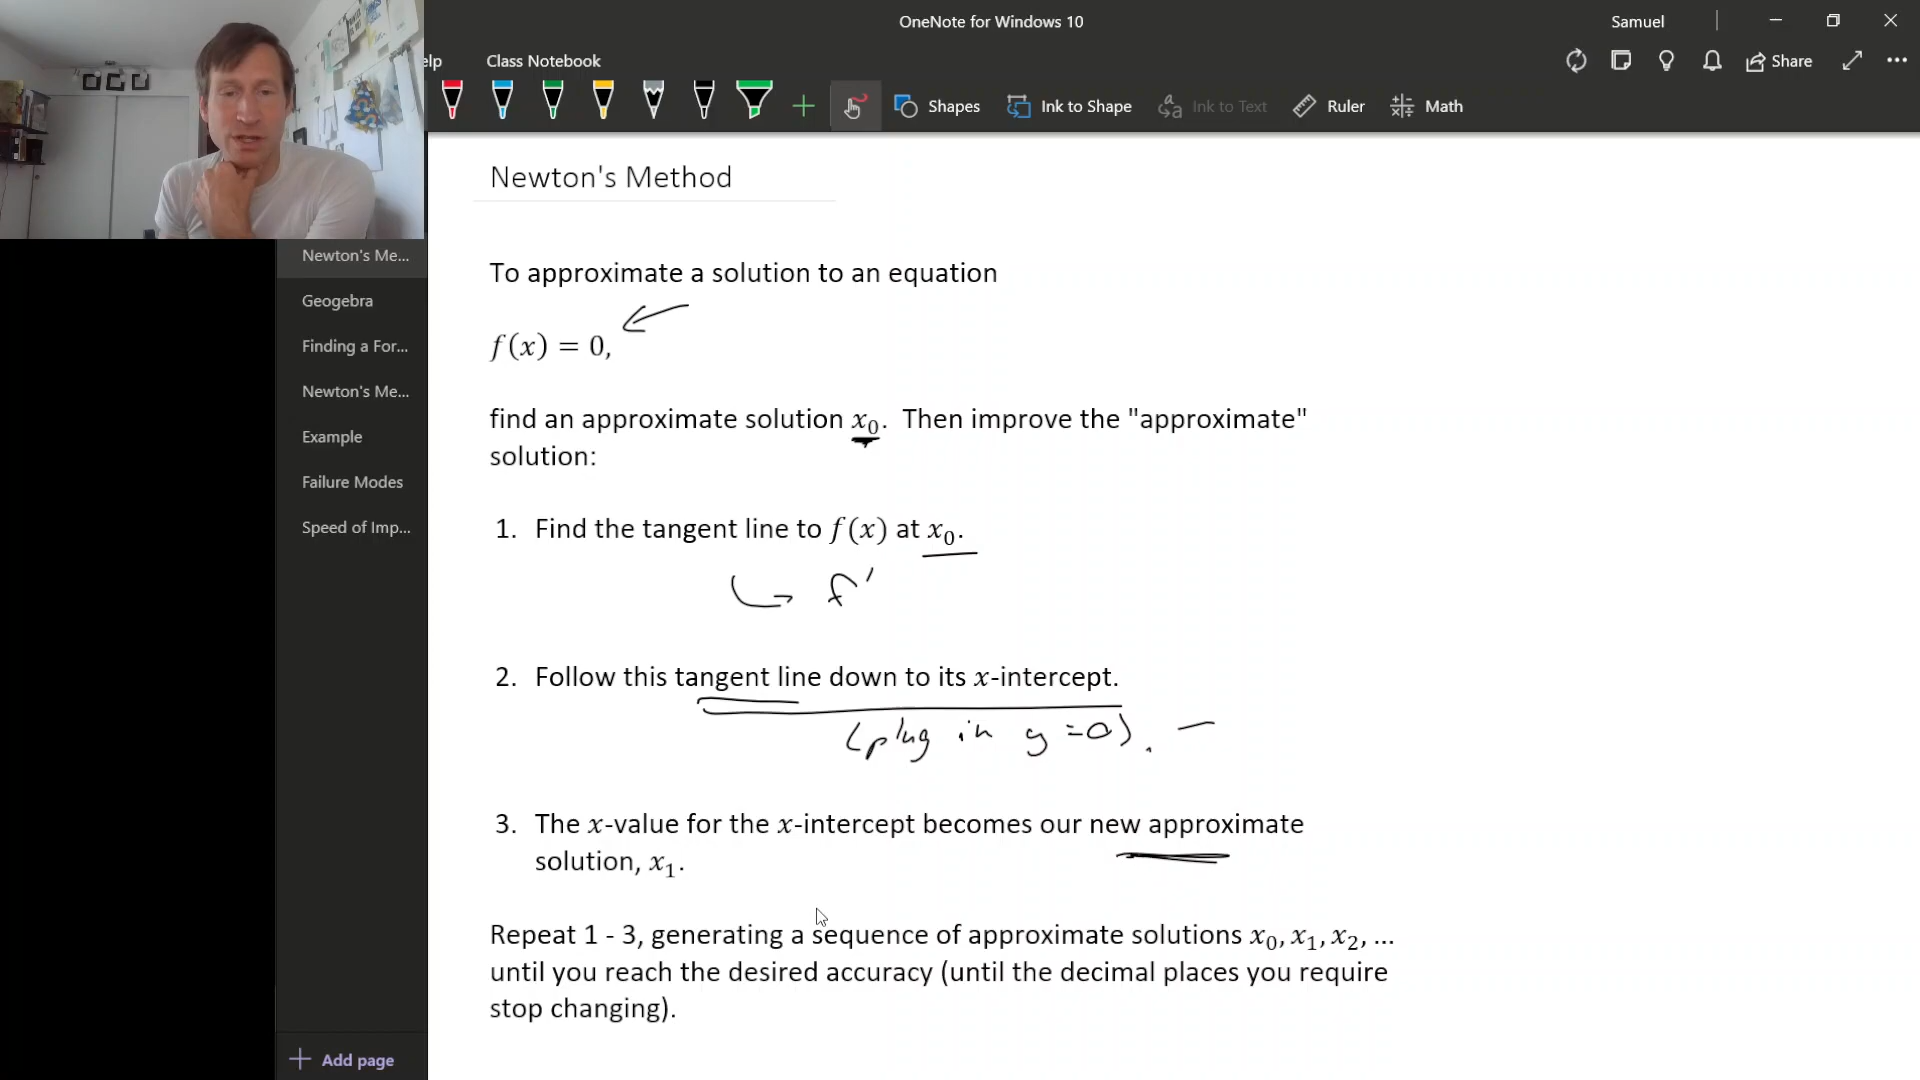 OneNote for Windows 10
Samuel
elp
Class Notebook
Share
Shapes
Ink to Shape
Ink to Text
Ruler
Math
Newton's Method
To approximate a solution to an equation
f(x) = 0,
find an approximate solution x₀. Then improve the "approximate"
solution:
1. Find the tangent line to f(x) at x₀.
f'
2. Follow this tangent line down to its x-intercept.
(plug in y=0).
3. The x-value for the x-intercept becomes our new approximate
solution, x₁.
Repeat 1 - 3, generating a sequence of approximate solutions x₀, x₁, x₂, ...
until you reach the desired accuracy (until the decimal places you require
stop changing).
Newton's Me...
Geogebra
Finding a For...
Newton's Me...
Example
Failure Modes
Speed of Imp...
Add page